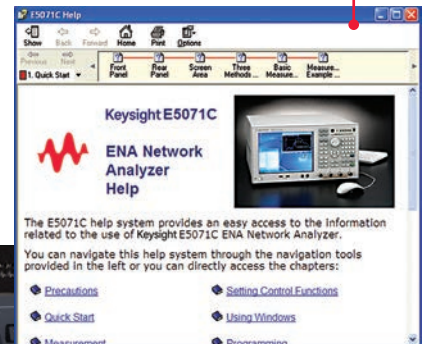 E5071C Help
Show Back Forward Home Print Options
Previous Next
1. Quick Start
Front Panel
Rear Panel
Screen Area
Three Methods ...
Basic Measure...
Measure... Example ...
Keysight E5071C
ENA Network
Analyzer
Help
The E5071C help system provides an easy access to the information
related to the use of Keysight E5071C ENA Network Analyzer.
You can navigate this help system through the navigation tools
provided in the left or you can directly access the chapters:
Precautions Setting Control Functions
Quick Start Using Windows
Measurement Programming